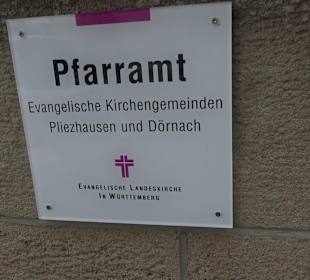 Pfarramt
Evangelische Kirchengemeinden
Pliezhausen und Dörnach
Evangelische Landeskirche
In Württemberg